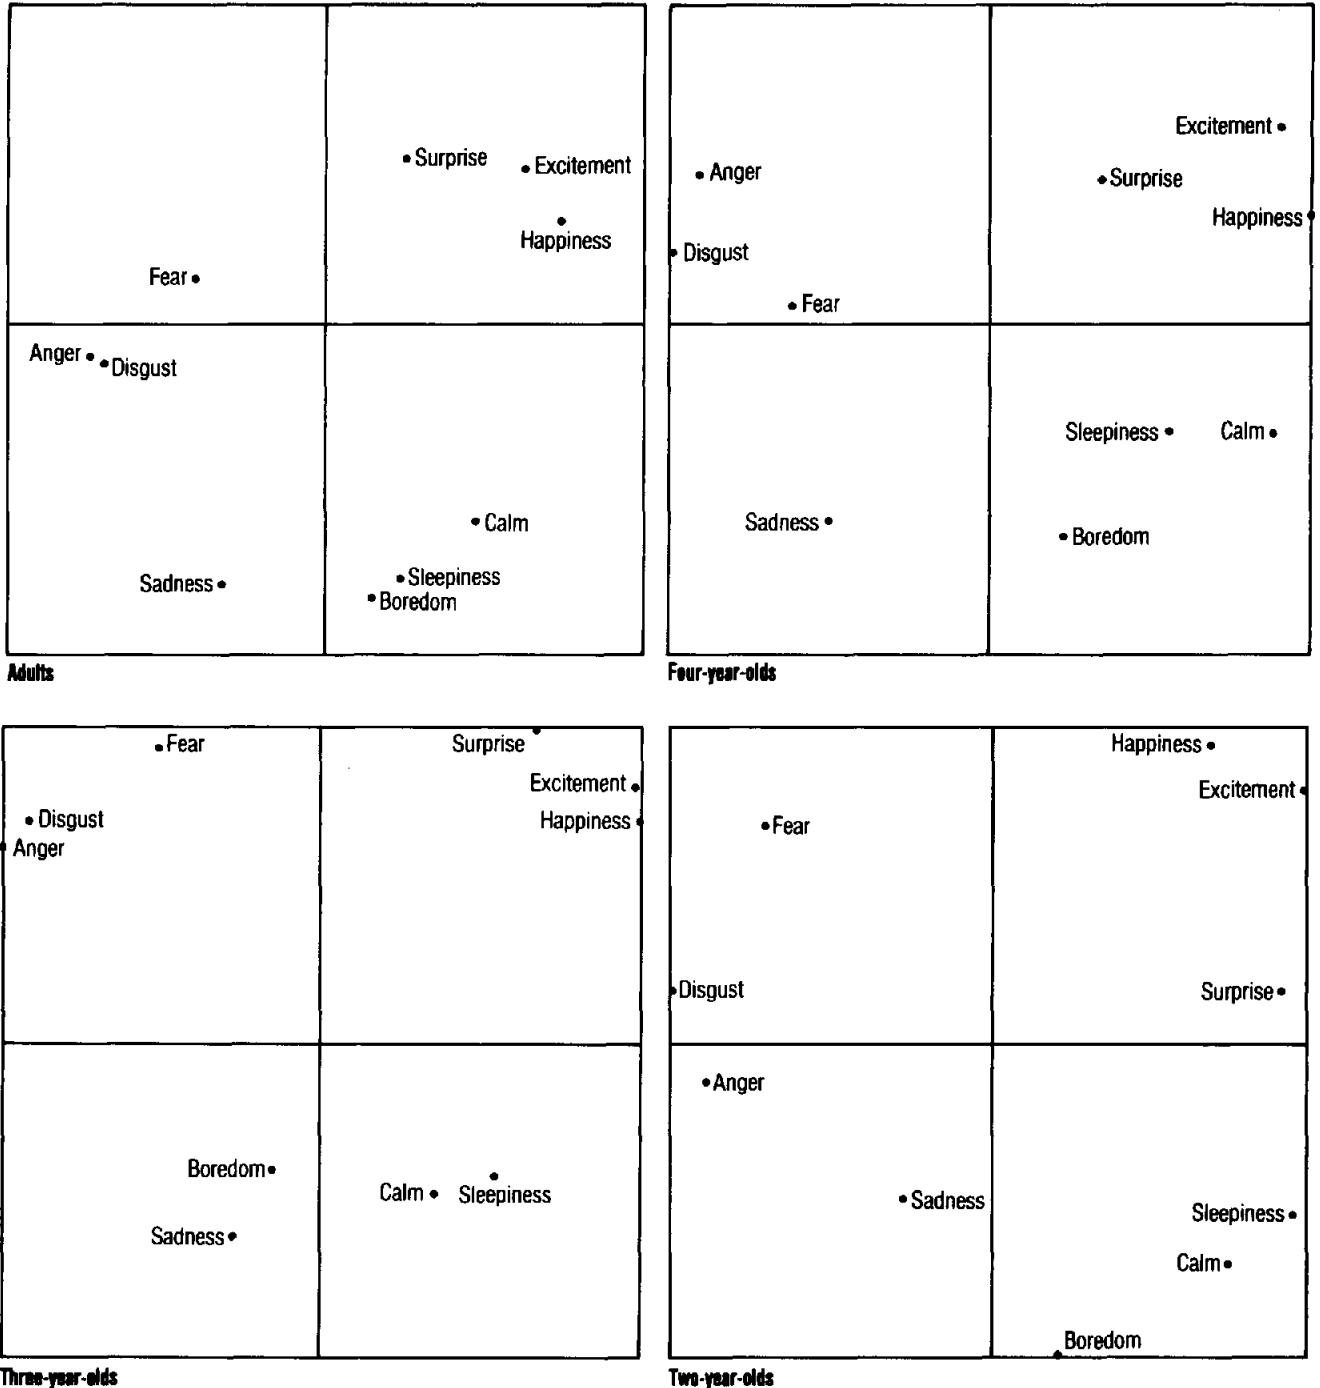 Surprise
Excitement
Happiness
Fear
Anger
Disgust
Calm
Sleepiness
Boredom
Sadness
Adults
Excitement
Anger
Surprise
Happiness
Disgust
Fear
Sleepiness
Calm
Sadness
Boredom
Four-year-olds
Fear
Surprise
Excitement
Disgust
Happiness
Anger
Boredom
Calm
Sleepiness
Sadness
Three-year-olds
Happiness
Excitement
Fear
Disgust
Surprise
Anger
Sadness
Sleepiness
Calm
Boredom
Two-year-olds